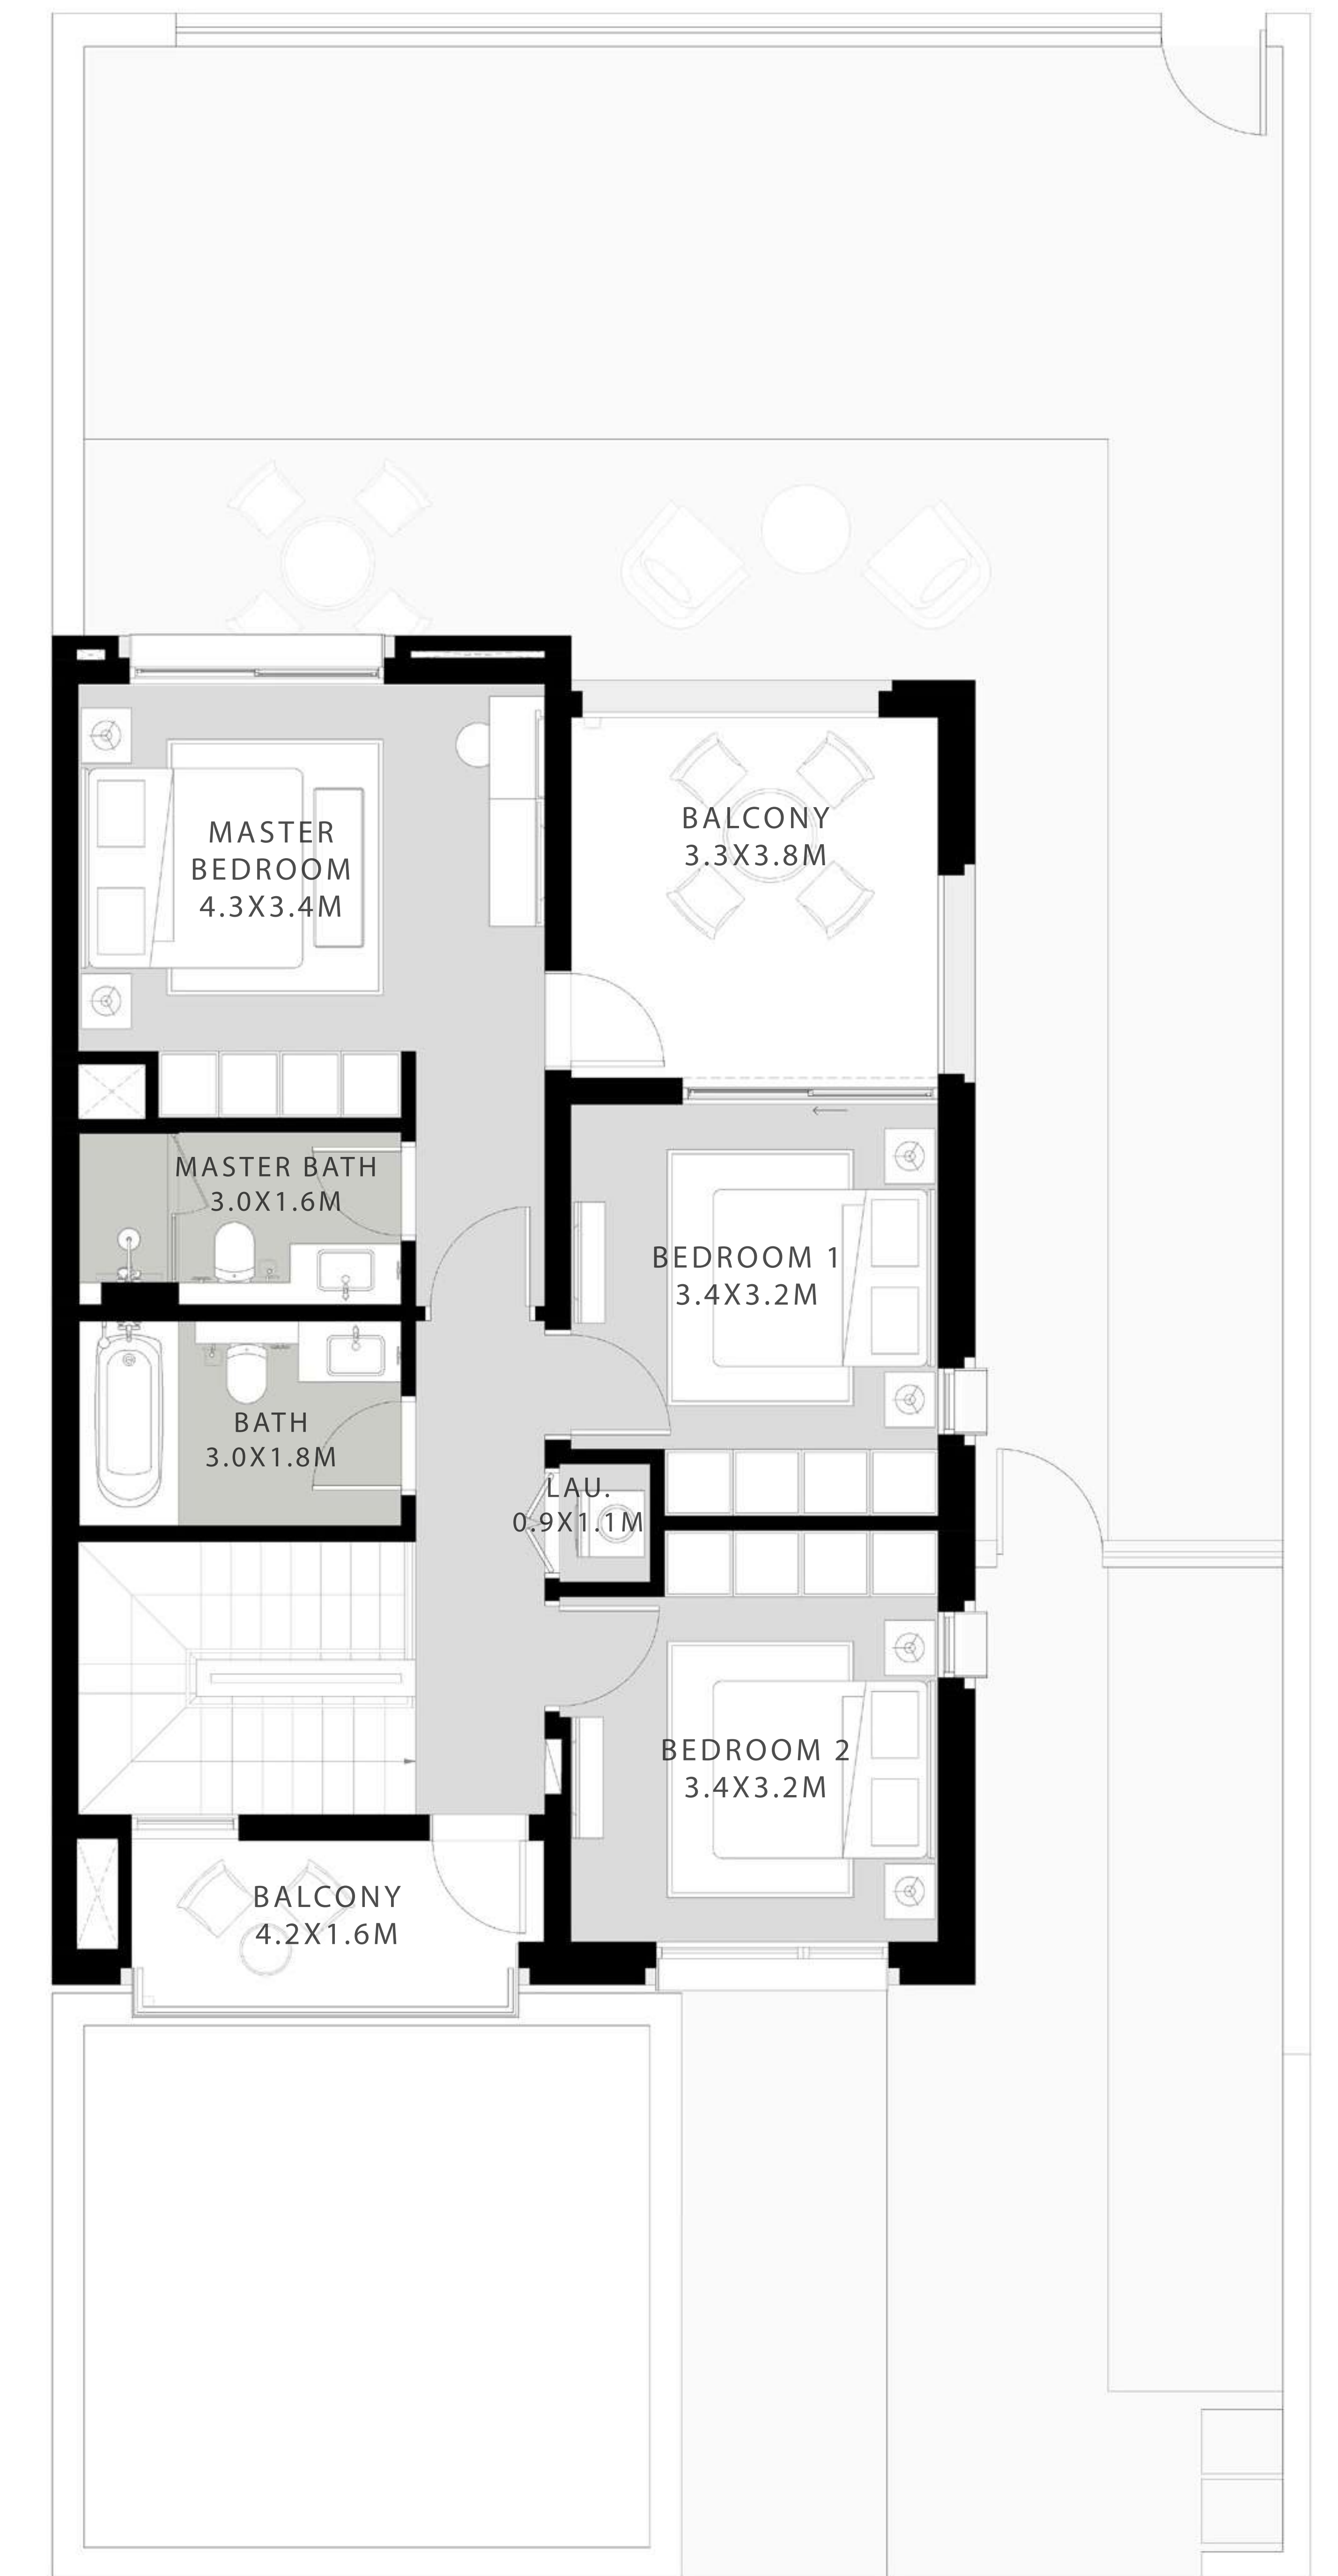 MASTER
BEDROOM
4.3X3.4M
BALCONY
3.3X3.8M
MASTER BATH
3.0X1.6M
BEDROOM 1
3.4X3.2M
BATH
3.0X1.8M
LAU.
0.9X1.1M
BEDROOM 2
3.4X3.2M
BALCONY
4.2X1.6M